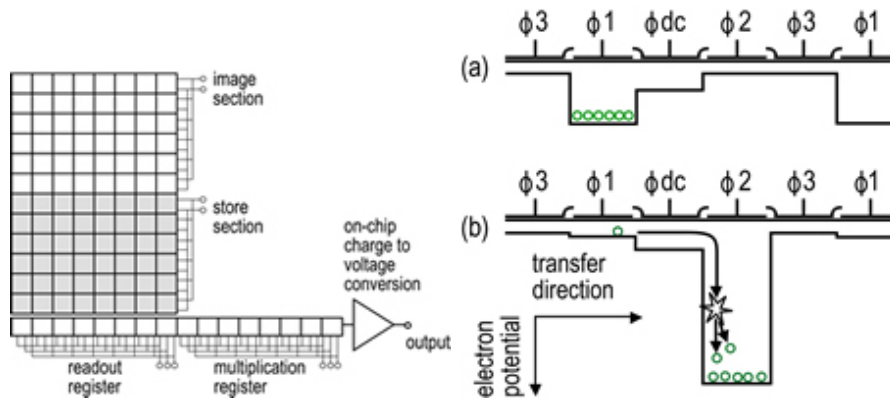 image
section
store
section
on-chip
charge to
voltage
conversion
output
readout
register
multiplication
register
ϕ3 ϕ1 ϕdc ϕ2 ϕ3 ϕ1
(a)
ϕ3 ϕ1 ϕdc ϕ2 ϕ3 ϕ1
(b)
transfer
direction
electron
potential